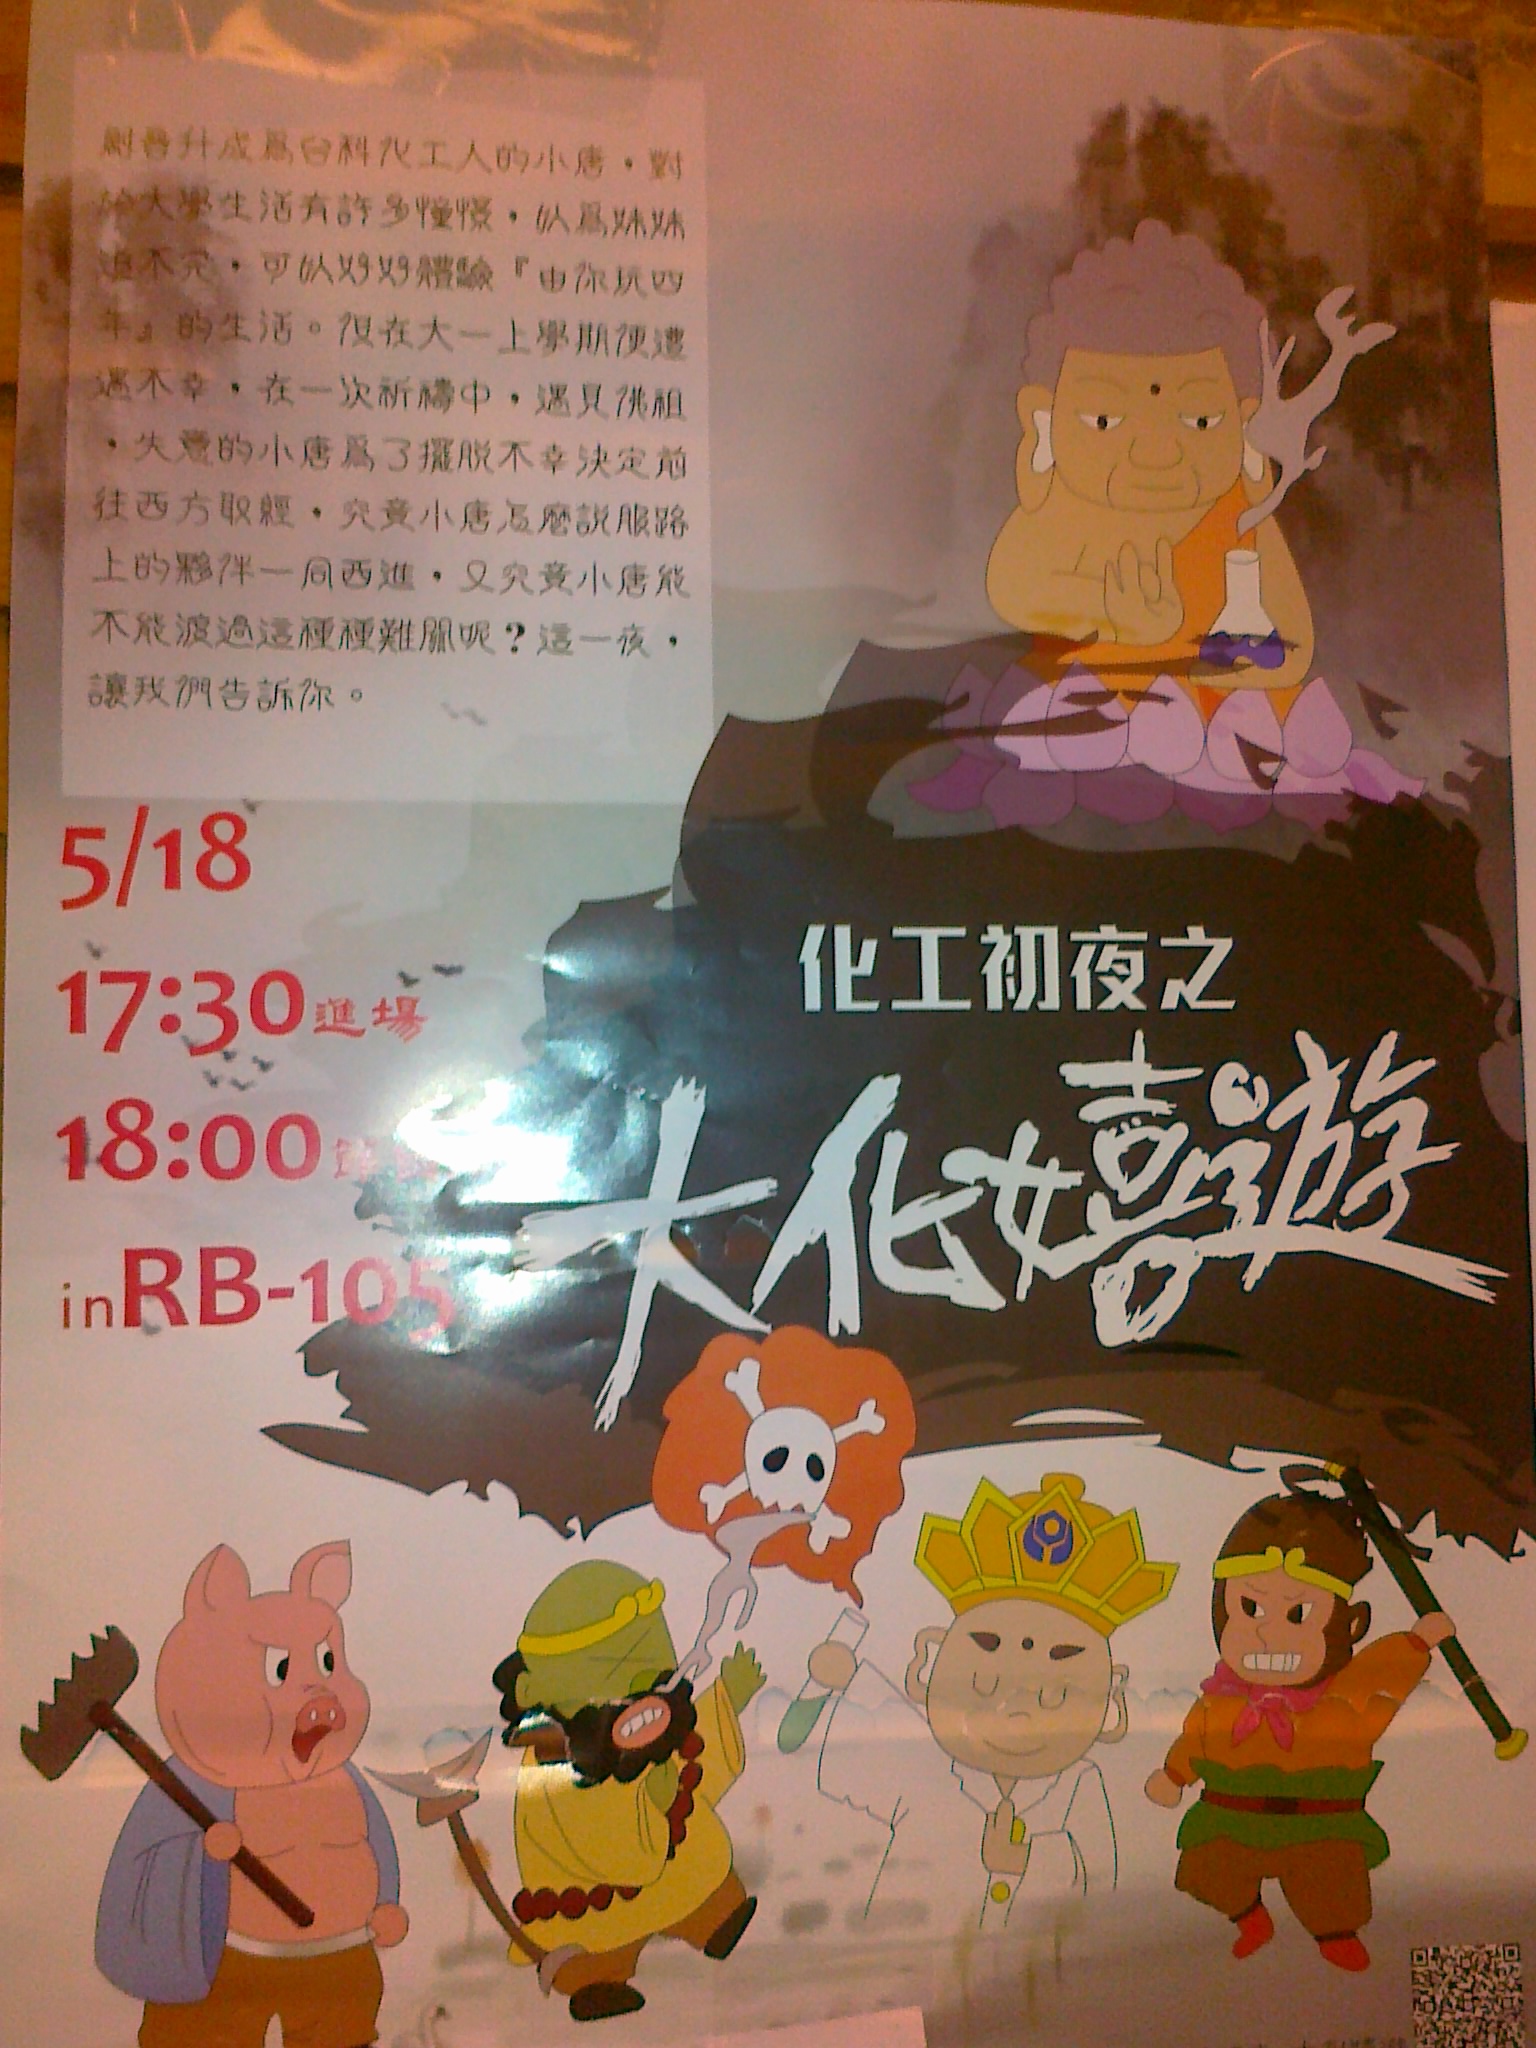 剛晉升成為台科化工人的小唐，對
於大學生活有許多憧憬，以為妹妹
追不完，可以好好體驗『由你玩四
年』的生活。但在大一上學期便遭
遇不幸，在一次祈禱中，遇見佛祖
，失意的小唐為了擺脫不幸決定前
往西方取經，究竟小唐怎麼說服路
上的夥伴一同西進，又究竟小唐能
不能渡過這種種難關呢？這一夜，
讓我們告訴你。
5/18
17:30進場
18:00
in RB-105
化工初夜之
大化嬉遊